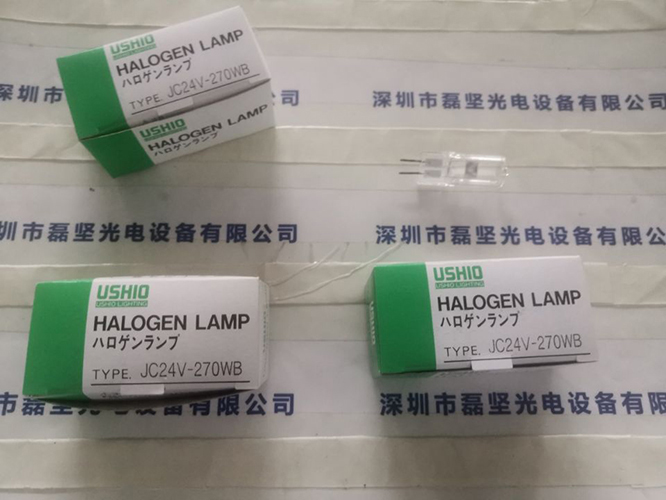 USHIO
USHIO LIGHTING
HALOGEN LAMP
ハロゲンランプ
TYPE. JC24V-270WB
USHIO
HALOGEN LAMP
ハロゲンランプ
深圳市 有限公司
深圳市磊坚光电设备有限公司
深圳市磊坚光电设备有限公司
深圳市磊坚光电设备有限公司
USHIO
USHIO LIGHTING
HALOGEN LAMP
ハロゲンランプ
TYPE. JC24V-270WB
USHIO
USHIO LIGHTING
HALOGEN LAMP
ハロゲンランプ
TYPE. JC24V-270WB
市磊坚光电设备有限公司
深圳市磊坚光电设备有限公司